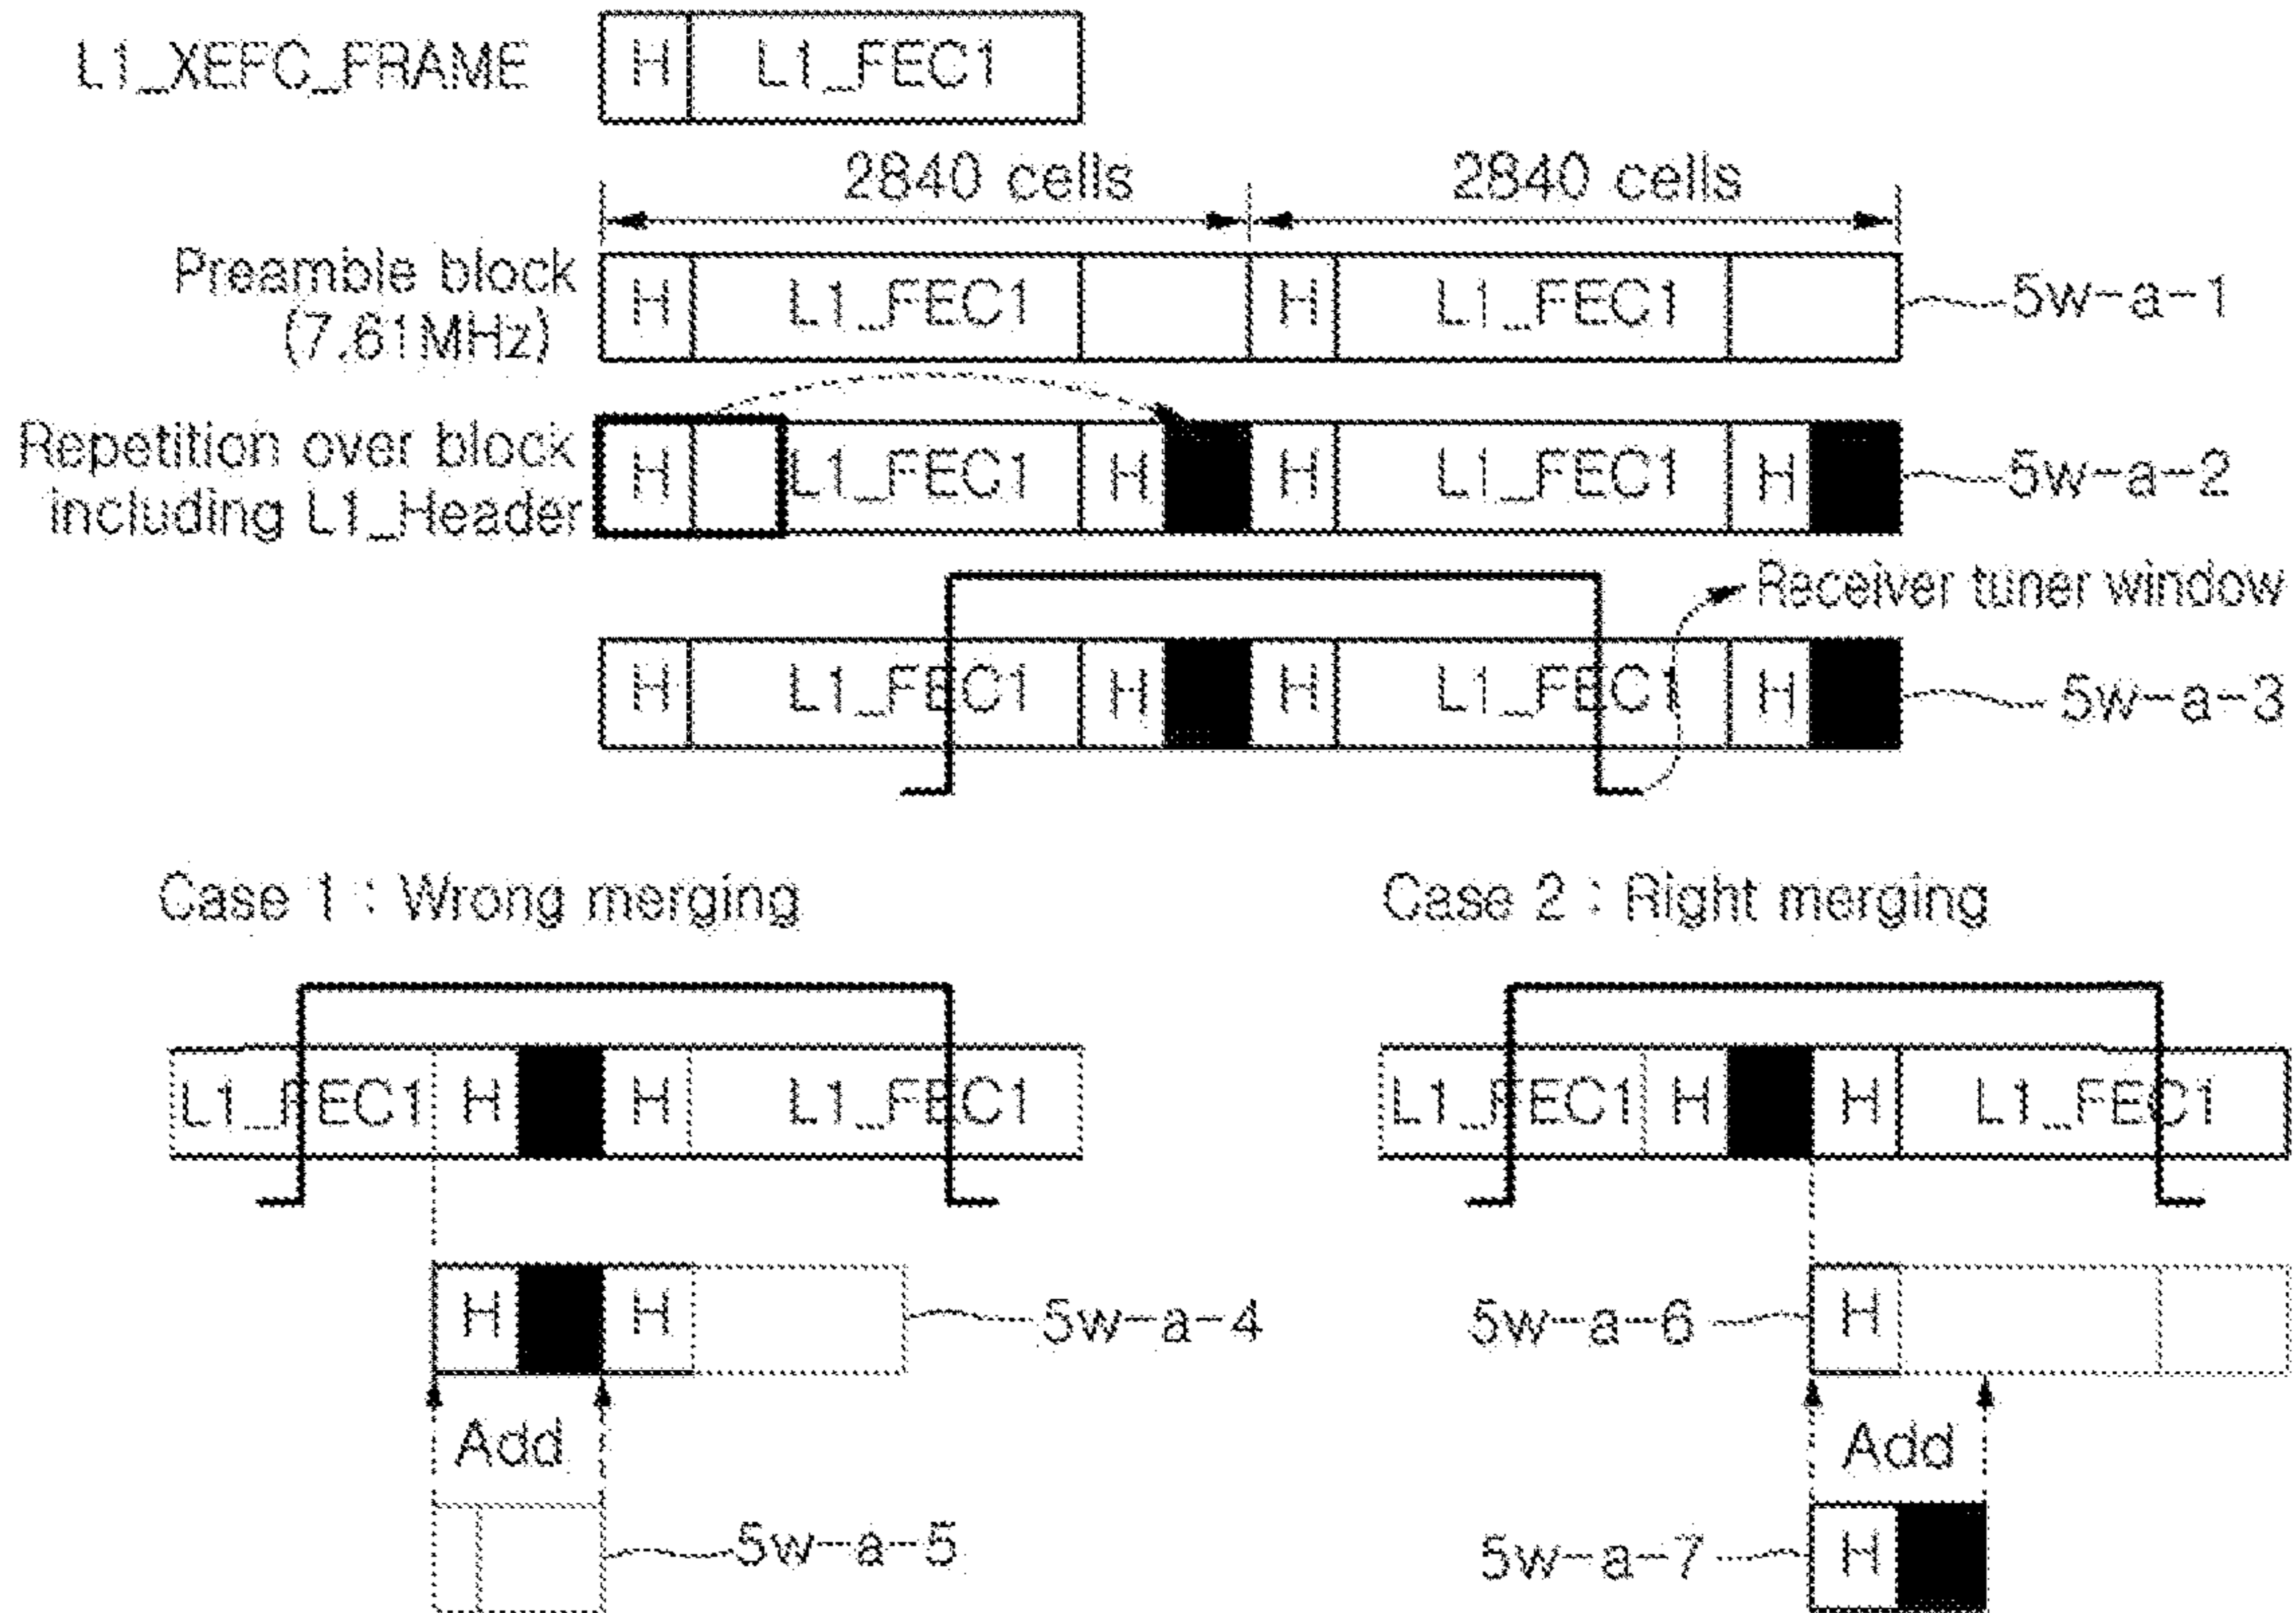 L1_XEFC_FRAME
H
L1_FEC1
2840 cells
2840 cells
Preamble block
(7.61MHz)
H
L1_FEC1
H
L1_FEC1
5w-a-1
Repetition over block
including L1_Header
H
L1_FEC1
H
H
L1_FEC1
H
5w-a-2
Receiver tuner window
H
L1_FEC1
H
H
L1_FEC1
H
5w-a-3
Case 1 : Wrong merging
Case 2 : Right merging
L1_FEC1
H
H
L1_FEC1
L1_FEC1
H
H
L1_FEC1
H
H
5w-a-4
5w-a-6
H
Add
Add
5w-a-5
5w-a-7
H